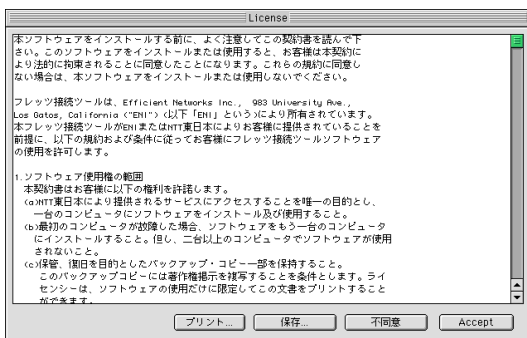 License
本ソフトウェアをインストールする前に、よく注意してこの契約書を読んで下
さい。このソフトウェアをインストールまたは使用すると、お客様は本契約に
より法的に拘束されることに同意したことになります。これらの規約に同意し
ない場合は、本ソフトウェアをインストールまたは使用しないでください。
フレッツ接続ツールは、Efficient Networks Inc., 983 University Ave.,
Los Gatos, California ("ENI") (以下「ENI」という)により所有されています。
本フレッツ接続ツールがENIまたはNTT東日本によりお客様に提供されていることを
前提に、以下の規約および条件に従ってお客様にフレッツ接続ツールソフトウェア
の使用を許可します。
1.ソフトウェア使用権の範囲
本契約書はお客様に以下の権利を許諾します。
(a)NTT東日本により提供されるサービスにアクセスすることを唯一の目的とし、
一台のコンピュータにソフトウェアをインストール及び使用すること。
(b)最初のコンピュータが故障した場合、ソフトウェアをもう一台のコンピュータ
にインストールすること。但し、二台以上のコンピュータでソフトウェアが使用
されないこと。
(c)保管、復旧を目的としたバックアップ・コピー一部を保持すること。
このバックアップコピーには著作権掲示を複写することを条件とします。ライ
センシーは、ソフトウェアの使用だけに限定してこの文書をプリントすること
ができます。
プリント... 保存... 不同意 Accept